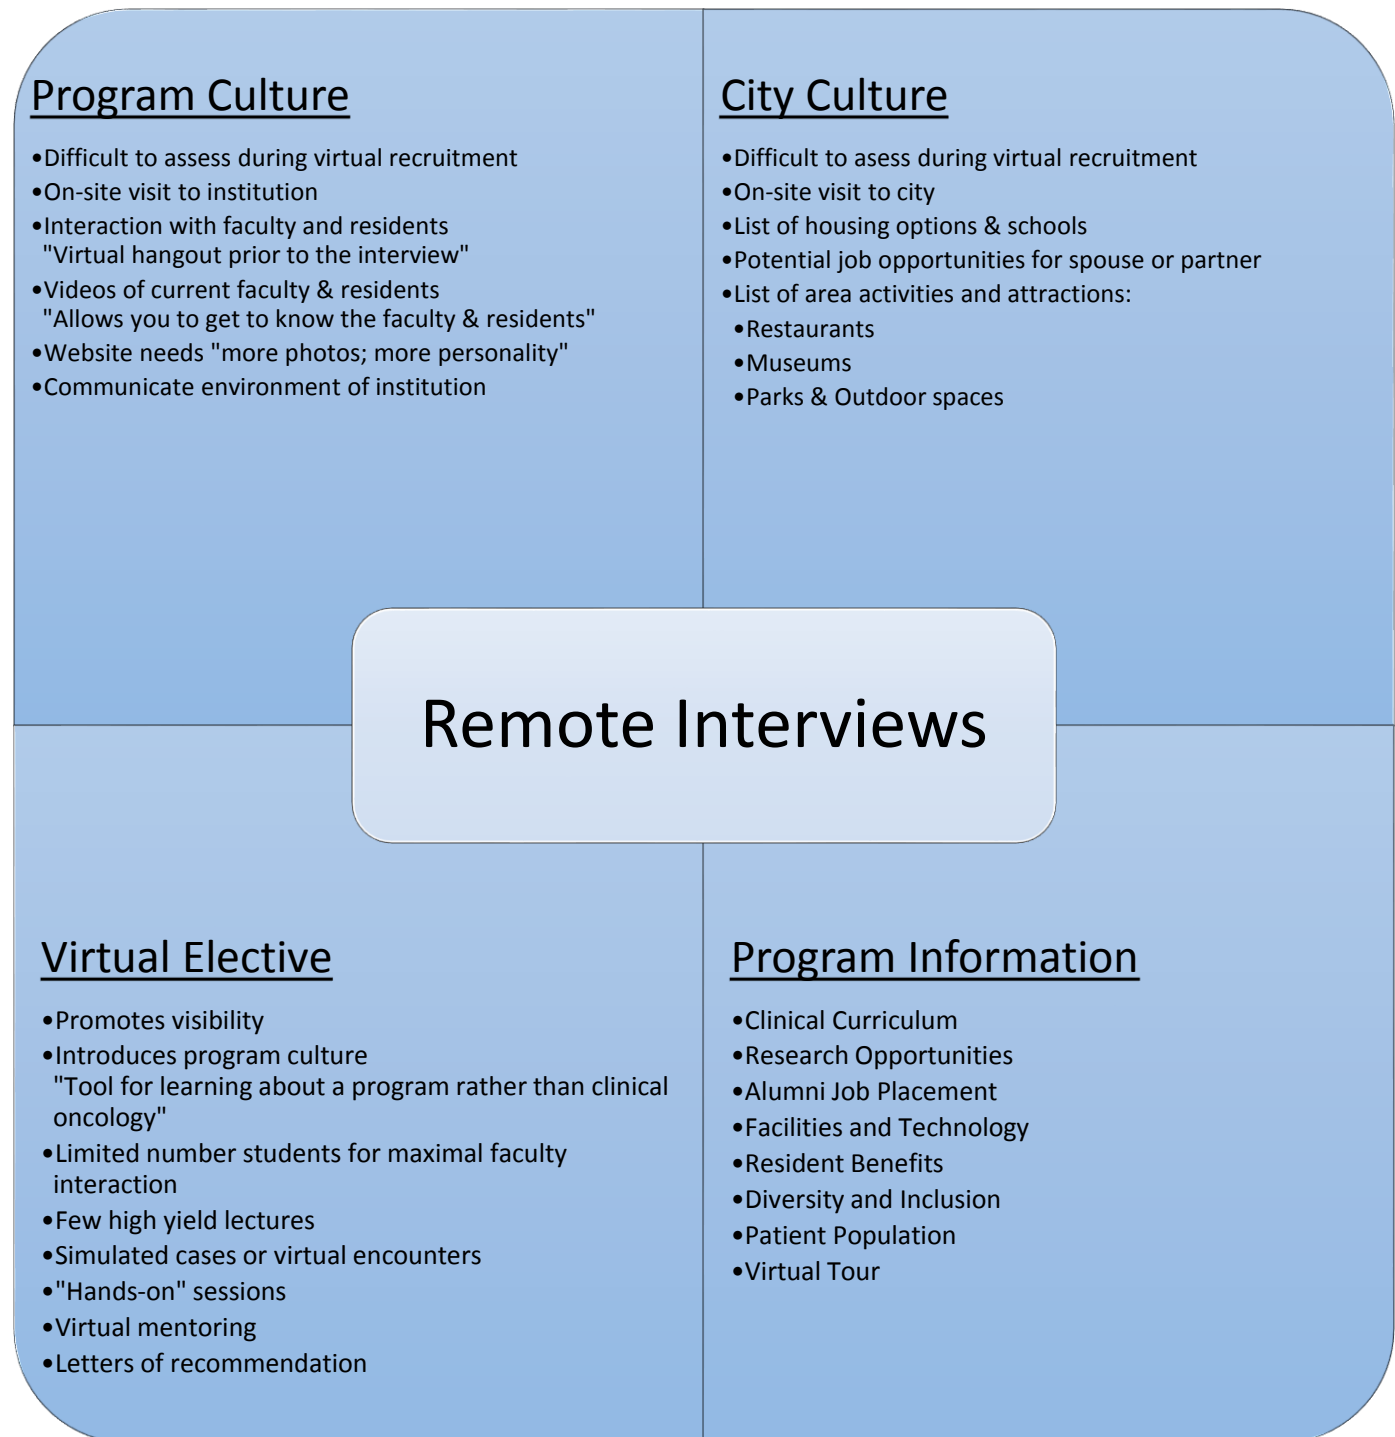 Program Culture
•Difficult to assess during virtual recruitment
•On-site visit to institution
•Interaction with faculty and residents
"Virtual hangout prior to the interview"
•Videos of current faculty & residents
"Allows you to get to know the faculty & residents"
•Website needs "more photos; more personality"
•Communicate environment of institution
City Culture
•Difficult to asess during virtual recruitment
•On-site visit to city
•List of housing options & schools
•Potential job opportunities for spouse or partner
•List of area activities and attractions:
•Restaurants
•Museums
•Parks & Outdoor spaces
Remote Interviews
Virtual Elective
•Promotes visibility
•Introduces program culture
"Tool for learning about a program rather than clinical
oncology"
•Limited number students for maximal faculty
interaction
•Few high yield lectures
•Simulated cases or virtual encounters
•"Hands-on" sessions
•Virtual mentoring
•Letters of recommendation
Program Information
•Clinical Curriculum
•Research Opportunities
•Alumni Job Placement
•Facilities and Technology
•Resident Benefits
•Diversity and Inclusion
•Patient Population
•Virtual Tour